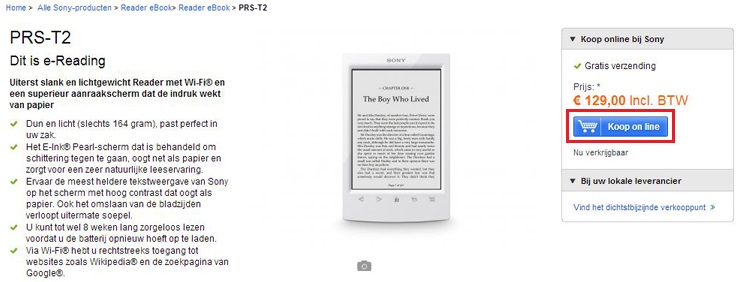 Home > Alle Sony-producten > Reader eBook> Reader eBook > PRS-T2
PRS-T2
Dit is e-Reading
Uiterst slank en lichtgewicht Reader met Wi-Fi® en
een superieur aanraakscherm dat de indruk wekt
van papier
Dun en licht (slechts 164 gram), past perfect in
uw zak.
Het E-Ink® Pearl-scherm dat is behandeld om
schittering tegen te gaan, oogt net als papier en
zorgt voor een zeer natuurlijke leeservaring.
Ervaar de meest heldere tekstweergave van Sony
op het scherm met hoog contrast dat oogt als
papier. Ook het omslaan van de bladzijden
verloopt uitermate soepel.
U kunt tot wel 8 weken lang zorgeloos lezen
voordat u de batterij opnieuw hoeft op te laden.
Via Wi-Fi® hebt u rechtstreeks toegang tot
websites zoals Wikipedia® en de zoekpagina van
Google®.
SONY
CHAPTER ONE
The Boy Who Lived
Koop online bij Sony
Gratis verzending
Prijs: *
€ 129,00 Incl. BTW
Koop on line
Nu verkrijgbaar
Bij uw lokale leverancier
Vind het dichtstbijzijnde verkooppunt >